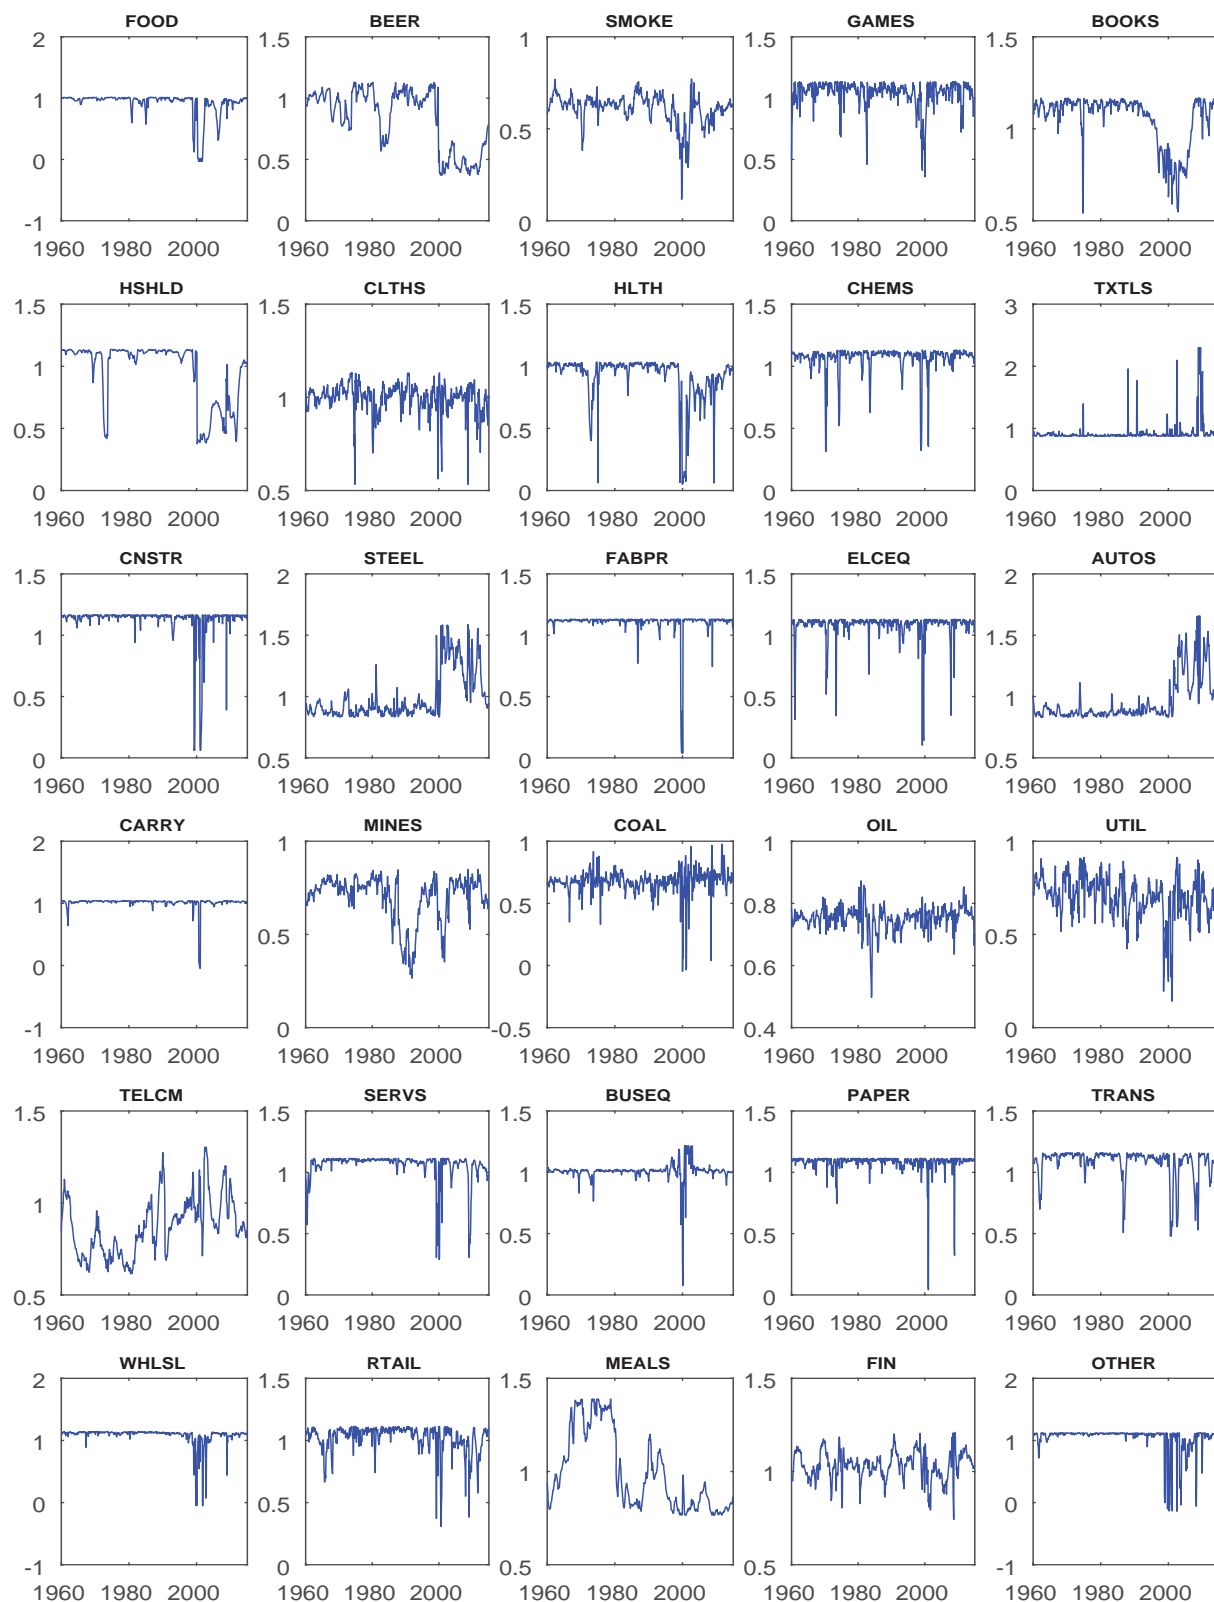 FOOD BEER SMOKE GAMES BOOKS
2 1.5 1 1.5 1.5
1 1 0.5 1 1
0 0.5 0.5
-1 0 0 0 0.5
1960 1980 2000 1960 1980 2000 1960 1980 2000 1960 1980 2000 1960 1980 2000
HSHLD CLTHS HLTH CHEMS TXTLS
1.5 1.5 1.5 1.5 3
1 1 1 1 2
0.5 0.5 0.5 1
0 0.5 0 0 0
1960 1980 2000 1960 1980 2000 1960 1980 2000 1960 1980 2000 1960 1980 2000
CNSTR STEEL FABPR ELCEQ AUTOS
1.5 2 1.5 1.5 2
1 1.5 1 1 1.5
0.5 1 0.5 0.5 1
0 0.5 0 0 0.5
1960 1980 2000 1960 1980 2000 1960 1980 2000 1960 1980 2000 1960 1980 2000
CARRY MINES COAL OIL UTIL
2 1 1 1 1
1 0.5 0.5 0.8 0.5
0 0 0.6
-1 0 -0.5 0.4 0
1960 1980 2000 1960 1980 2000 1960 1980 2000 1960 1980 2000 1960 1980 2000
TELCM SERVS BUSEQ PAPER TRANS
1.5 1.5 1.5 1.5 1.5
1 1 1 1 1
0.5 0.5 0.5 0.5
0.5 0 0 0 0
1960 1980 2000 1960 1980 2000 1960 1980 2000 1960 1980 2000 1960 1980 2000
WHLSL RTAIL MEALS FIN OTHER
2 1.5 1.5 1.5 2
1 1 1 1 1
0 0.5 0
-1 0 0.5 0.5 -1
1960 1980 2000 1960 1980 2000 1960 1980 2000 1960 1980 2000 1960 1980 2000